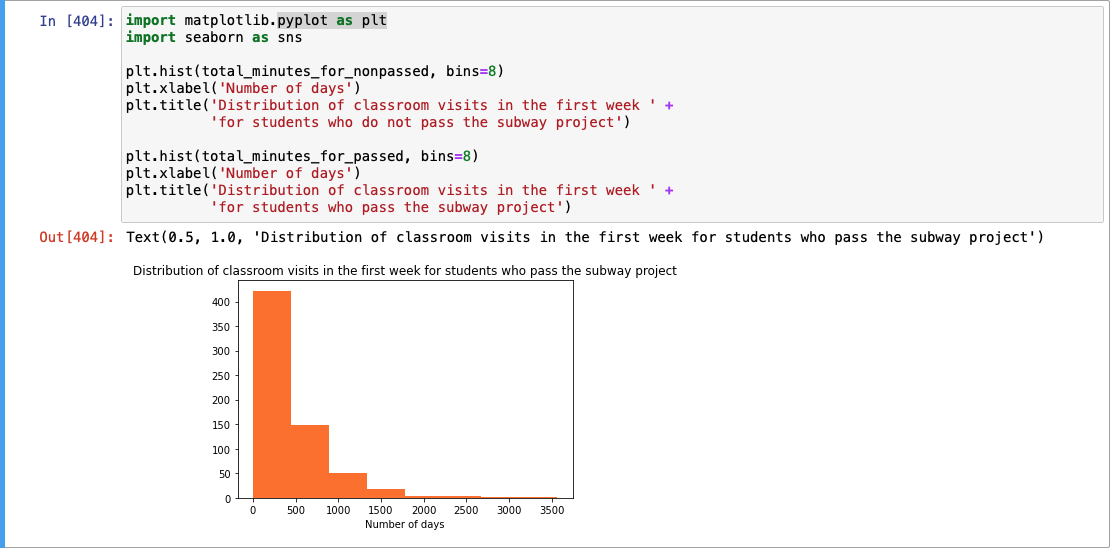 In [404]: import matplotlib.pyplot as plt
import seaborn as sns
plt.hist(total_minutes_for_nonpassed, bins=8)
plt.xlabel('Number of days')
plt.title('Distribution of classroom visits in the first week ' +
'for students who do not pass the subway project')
plt.hist(total_minutes_for_passed, bins=8)
plt.xlabel('Number of days')
plt.title('Distribution of classroom visits in the first week ' +
'for students who pass the subway project')
Out[404]: Text(0.5, 1.0, 'Distribution of classroom visits in the first week for students who pass the subway project')
Distribution of classroom visits in the first week for students who pass the subway project
400
350
300
250
200
150
100
50
0
0 500 1000 1500 2000 2500 3000 3500
Number of days